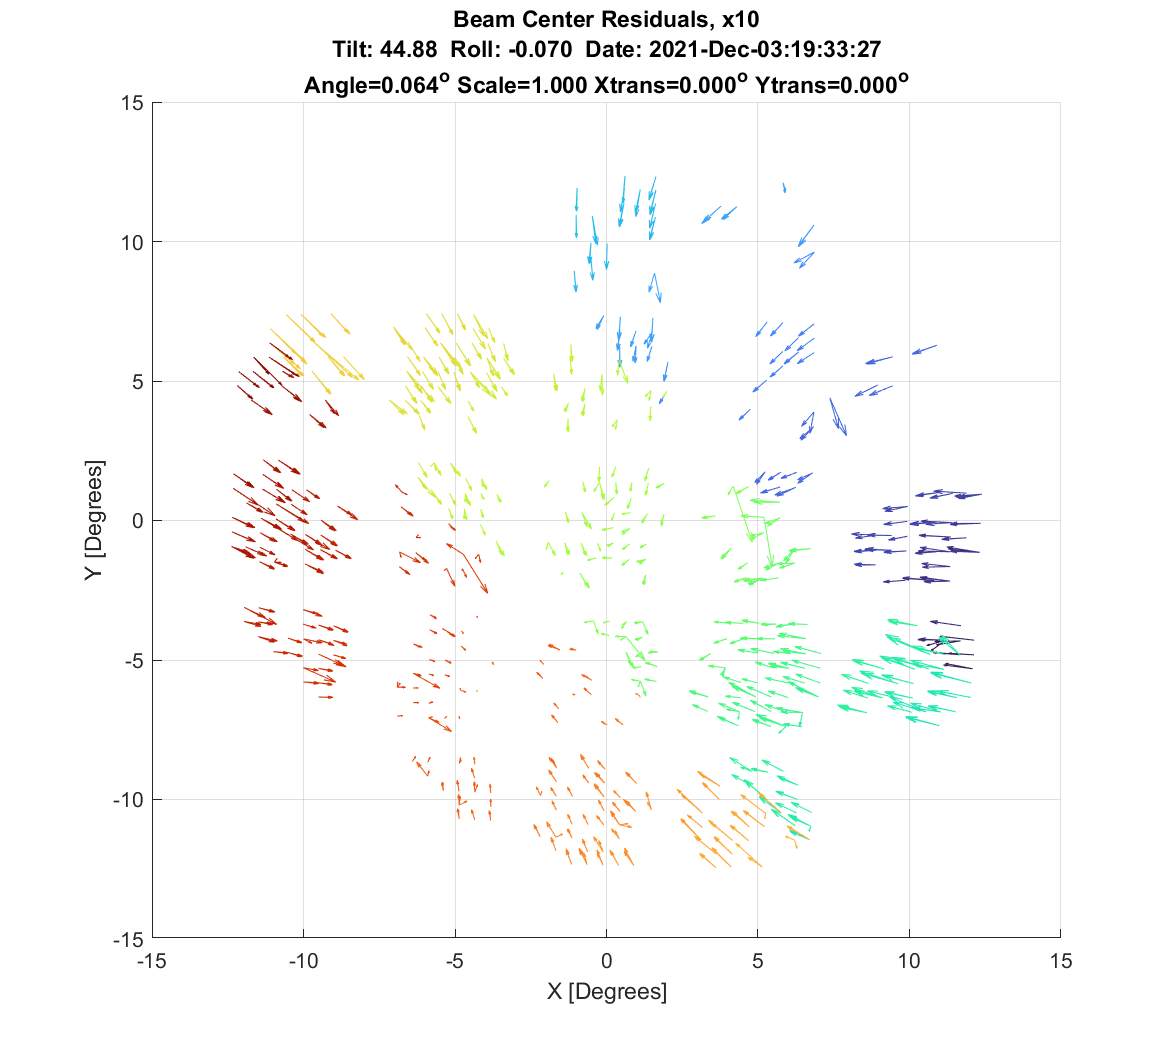 Beam Center Residuals, x10
Tilt: 44.88 Roll: -0.070 Date: 2021-Dec-03:19:33:27
Angle=0.064° Scale=1.000 Xtrans=0.000° Ytrans=0.000°
15
10
5
0
-5
-10
-15
Y [Degrees]
-15 -10 -5 0 5 10 15
X [Degrees]